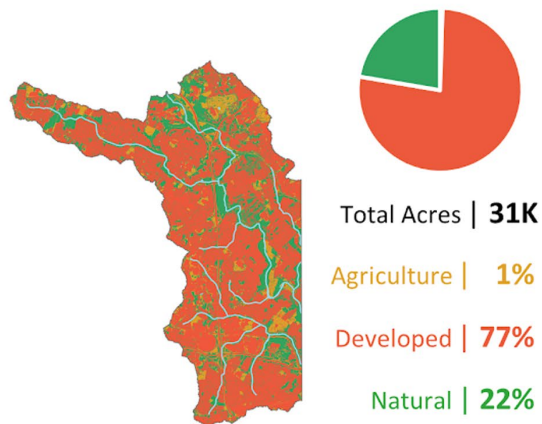 Total Acres | 31K
Agriculture | 1%
Developed | 77%
Natural | 22%